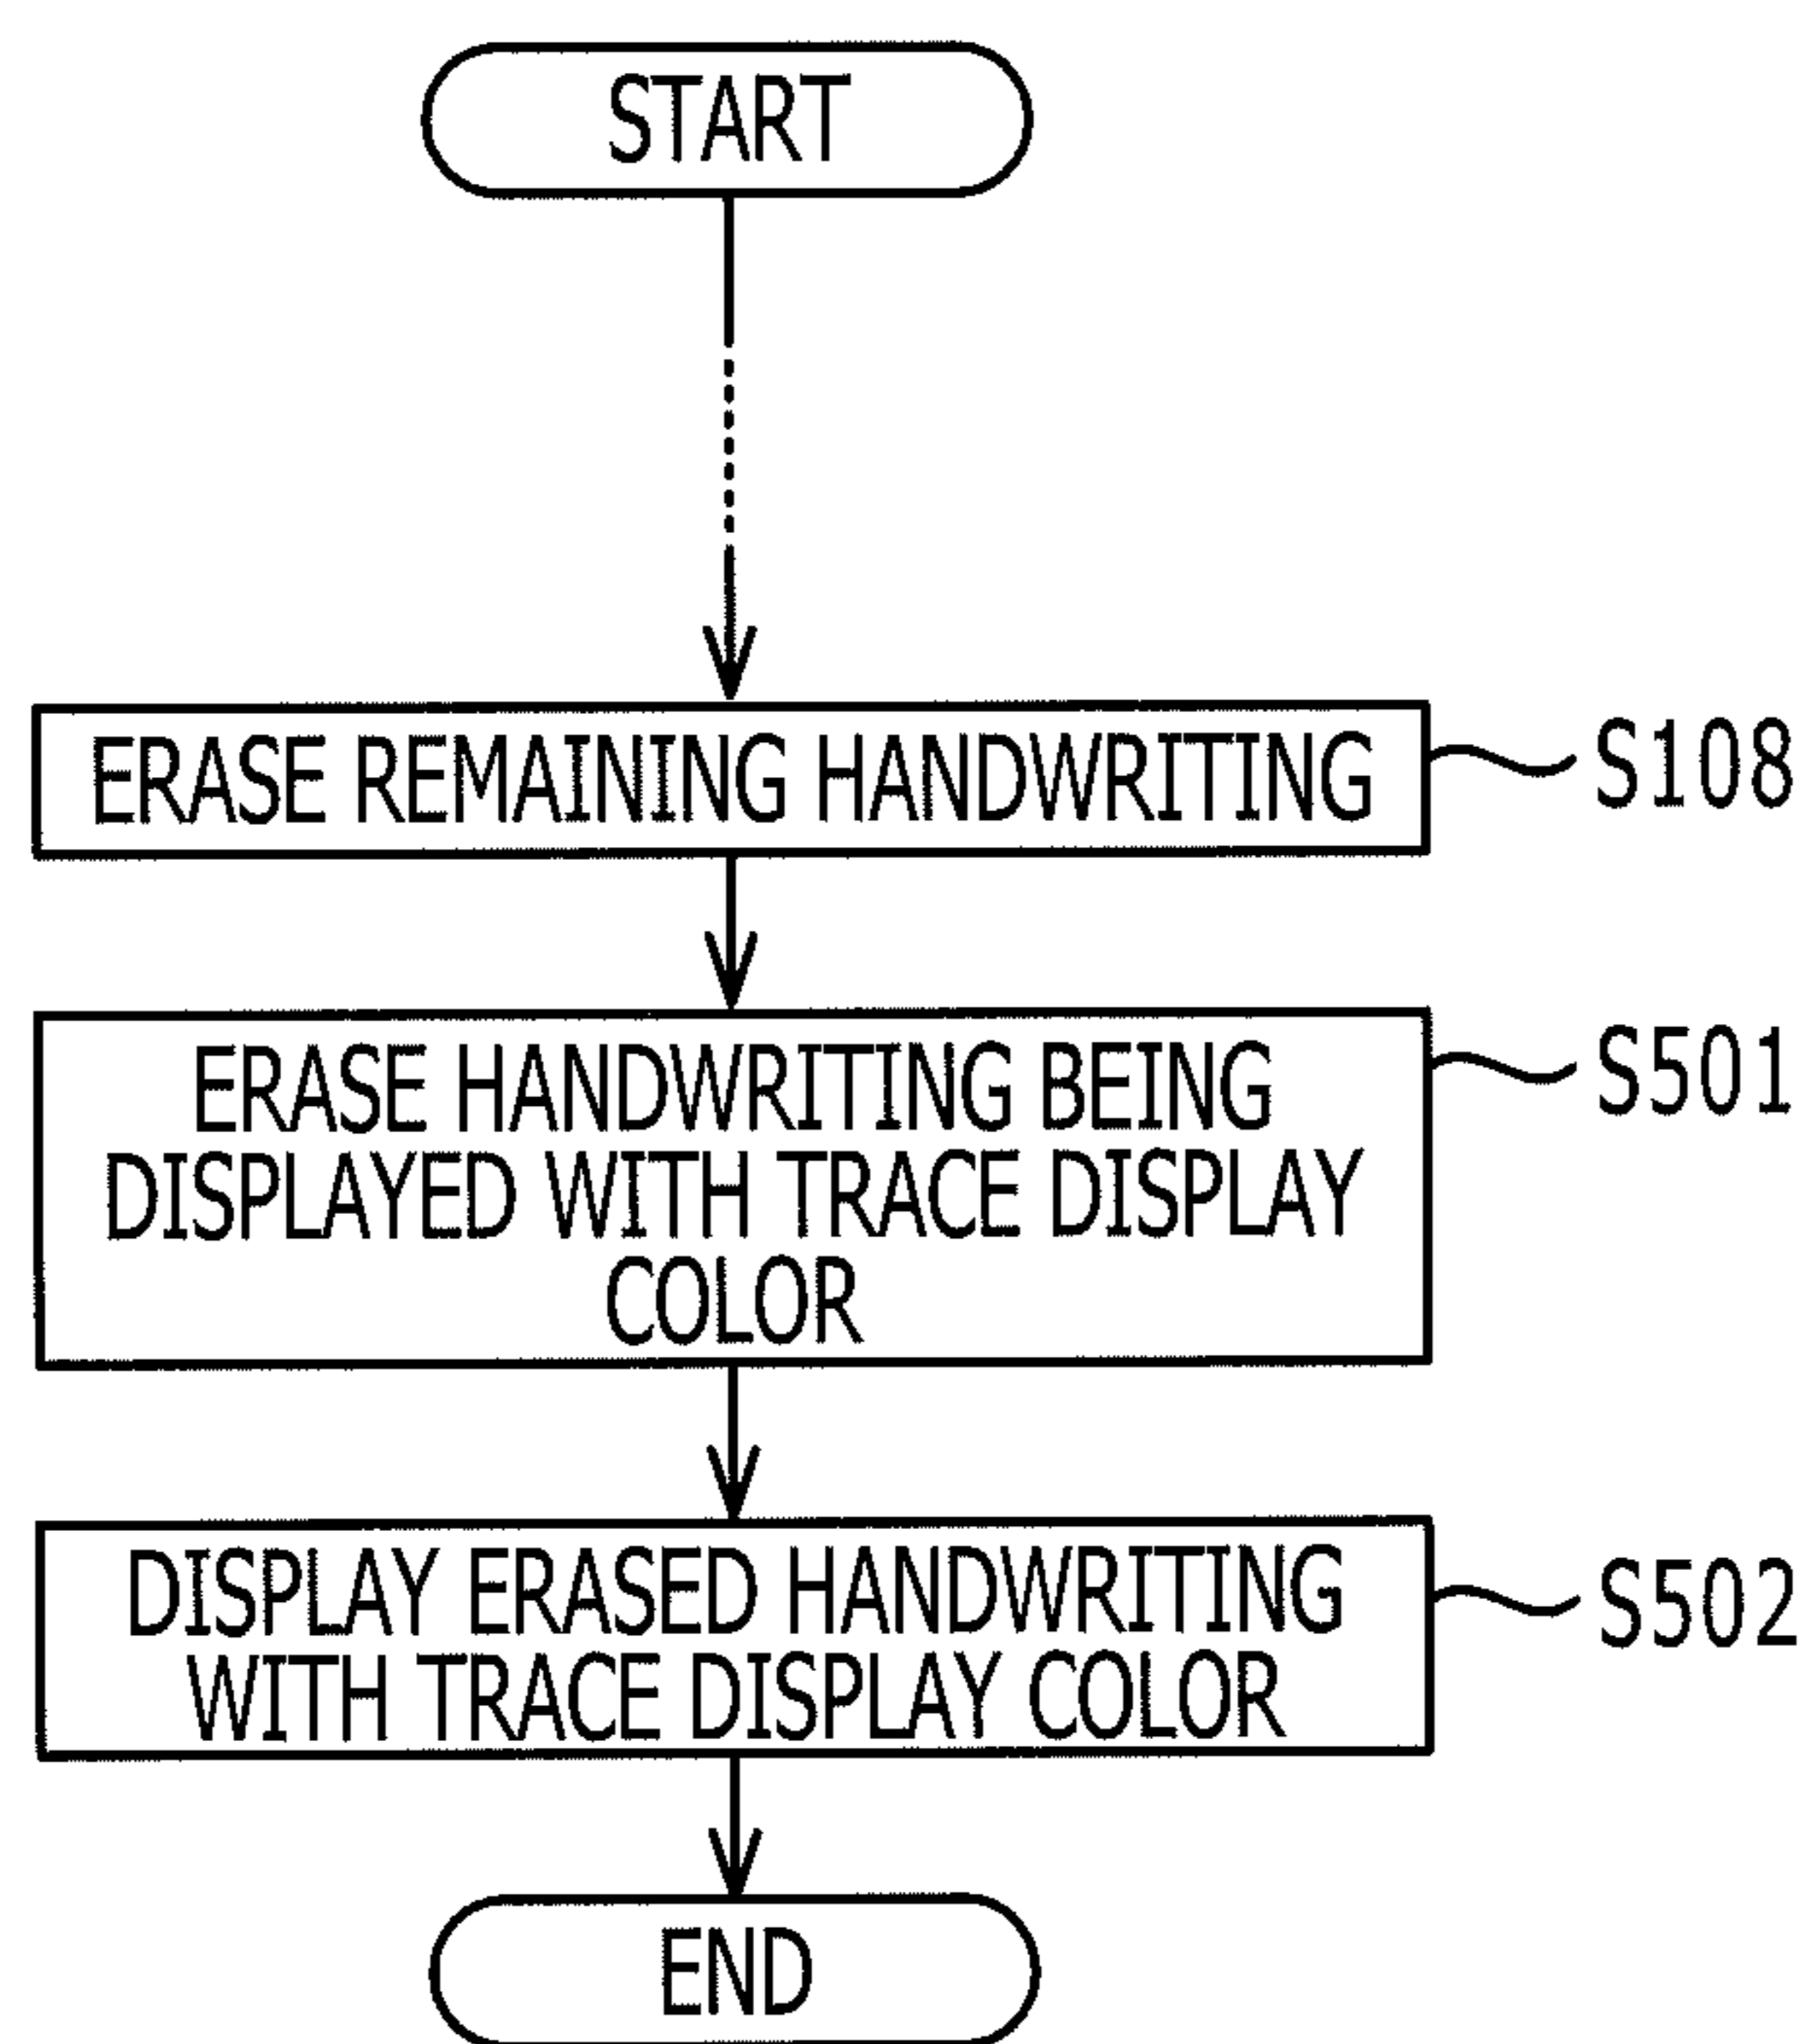 START
ERASE REMAINING HANDWRITING
S108
ERASE HANDWRITING BEING
DISPLAYED WITH TRACE DISPLAY
COLOR
S501
DISPLAY ERASED HANDWRITING
WITH TRACE DISPLAY COLOR
S502
END